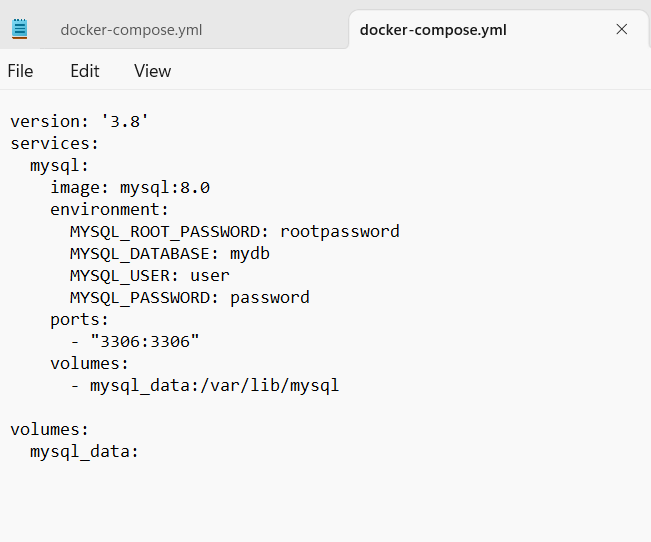 docker-compose.yml
docker-compose.yml
File Edit View
version: '3.8'
services:
  mysql:
    image: mysql:8.0
    environment:
      MYSQL_ROOT_PASSWORD: rootpassword
      MYSQL_DATABASE: mydb
      MYSQL_USER: user
      MYSQL_PASSWORD: password
    ports:
      - "3306:3306"
    volumes:
      - mysql_data:/var/lib/mysql

volumes:
  mysql_data: